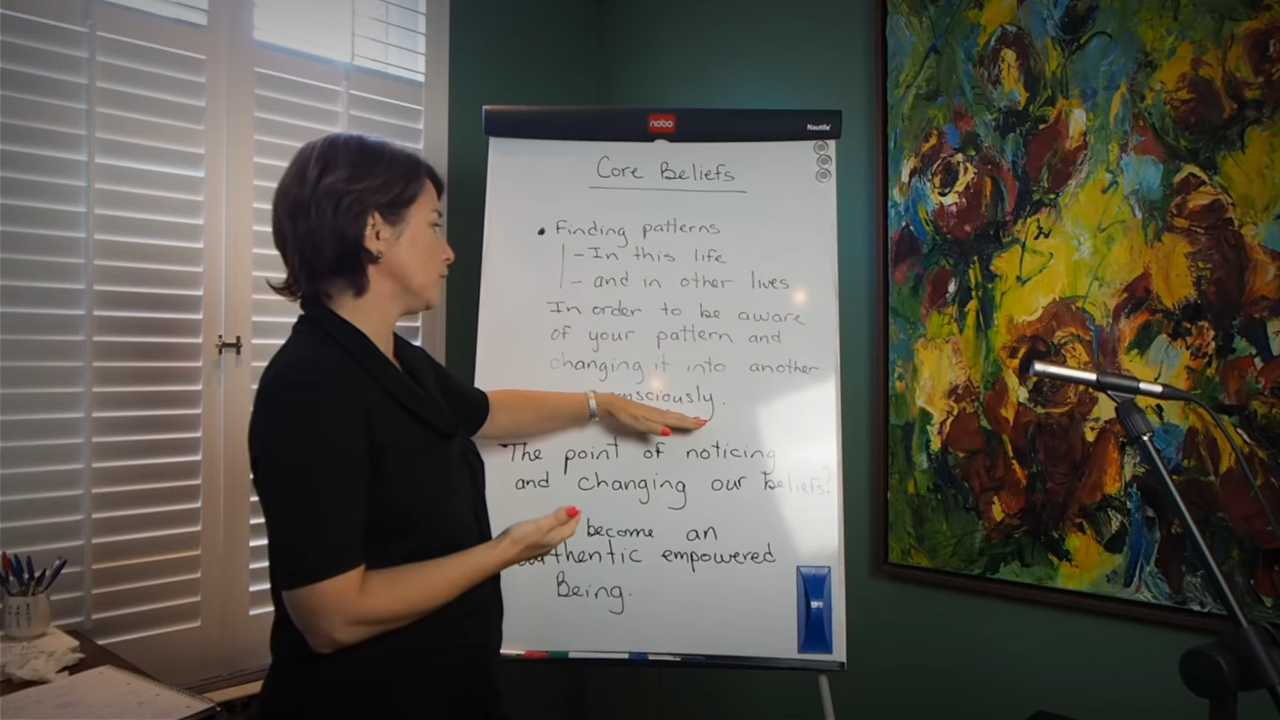 nobo
Nautile
Core Beliefs
• Finding patterns
- In this life
- and in other lives
In order to be aware
of your pattern and
changing it into another
nsciously.
The point of noticing
and changing our beliefs?
become an
authentic empowered
Being.